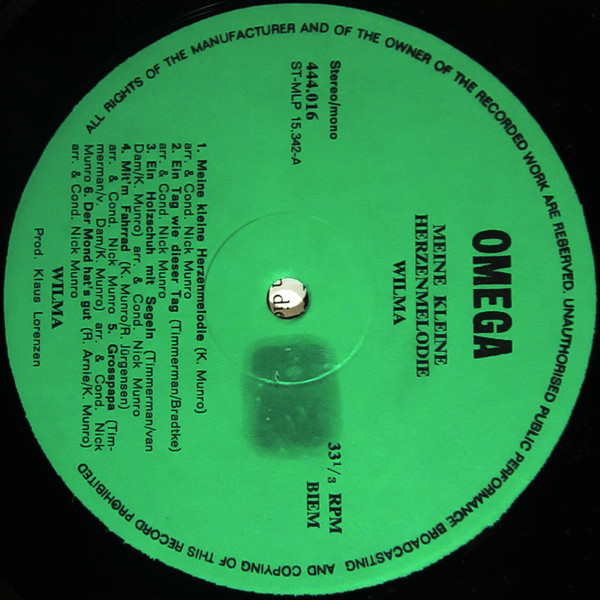 ALL RIGHTS OF THE MANUFACTURER AND OF THE OWNER OF THE RECORDED WORK ARE RESERVED. UNAUTHORISED PUBLIC PERFORMANCE BROADCASTING AND COPYING OF THIS RECORD PROHIBITED
OMEGA
MEINE KLEINE
HERZENMELODIE
WILMA
Stereo/mono
444.016
ST-MLP 15.342-A
33 1/3 RPM
BIEM
1. Meine kleine Herzenmelodie (K. Munro)
arr. & Cond. Nick Munro
2. Ein Tag wie dieser Tag (Timmerman/Bradtke)
arr. & Cond. Nick Munro
3. Ein Holzschuh mit Segeln (Timmerman/van
Dam/K. Munro) arr. & Cond. Nick Munro
4. Mit'm Fahrrad (K. Munro/R. Jürgensen)
arr. & Cond. Nick Munro 5. Grosspapa (Tim-
merman/v. Dam/K. Munro) arr. & Cond. Nick
Munro 6. Der Mond hat's gut (R. Arnie/K. Munro)
arr. & Cond. Nick Munro
WILMA
Prod. Klaus Lorenzen